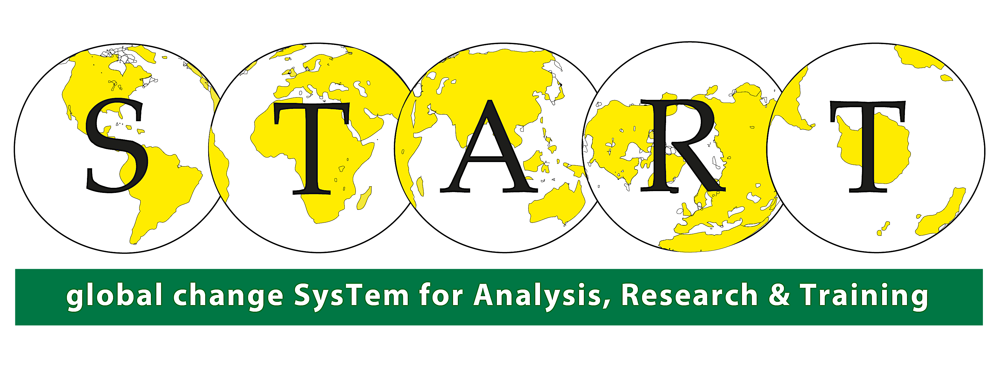 START
global change SysTem for Analysis, Research & Training